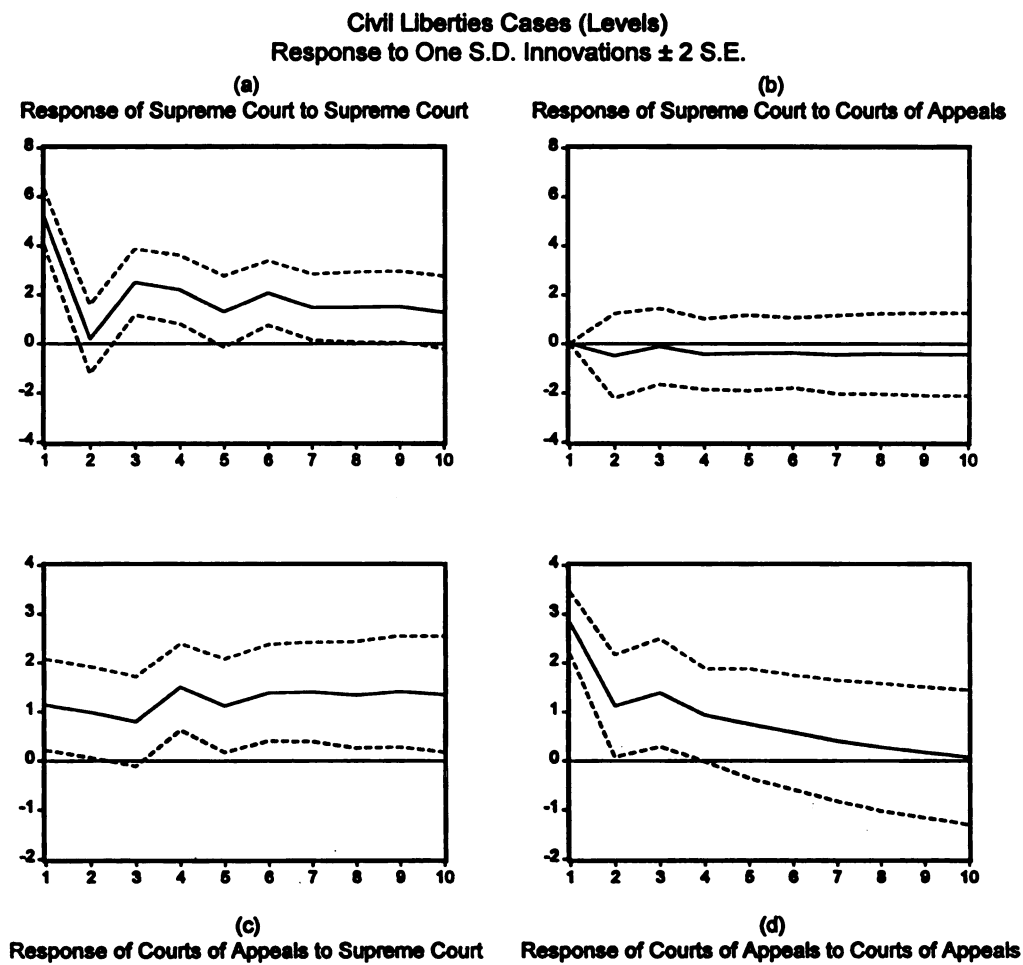 Civil Liberties Cases (Levels)
Response to One S.D. Innovations ± 2 S.E.
(a)
Response of Supreme Court to Supreme Court
(b)
Response of Supreme Court to Courts of Appeals
8
6
4
2
0
-2
-4
1 2 3 4 5 6 7 8 9 10
8
6
4
2
0
-2
-4
1 2 3 4 5 6 7 8 9 10
4
3
2
1
0
-1
-2
1 2 3 4 5 6 7 8 9 10
4
3
2
1
0
-1
-2
1 2 3 4 5 6 7 8 9 10
(c)
Response of Courts of Appeals to Supreme Court
(d)
Response of Courts of Appeals to Courts of Appeals